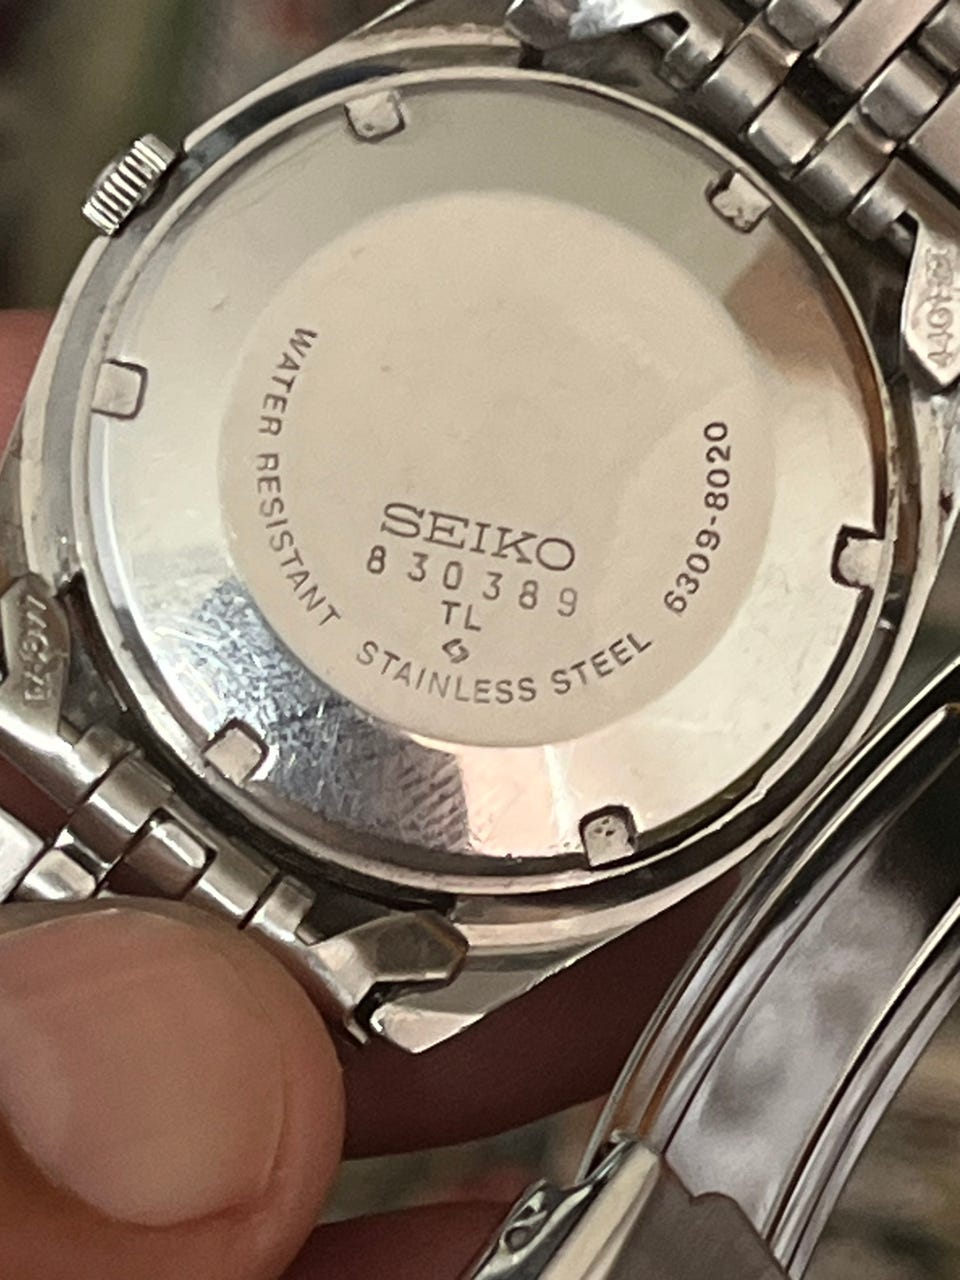 WATER RESISTANT STAINLESS STEEL 6309-8020
SEIKO
830389
TL